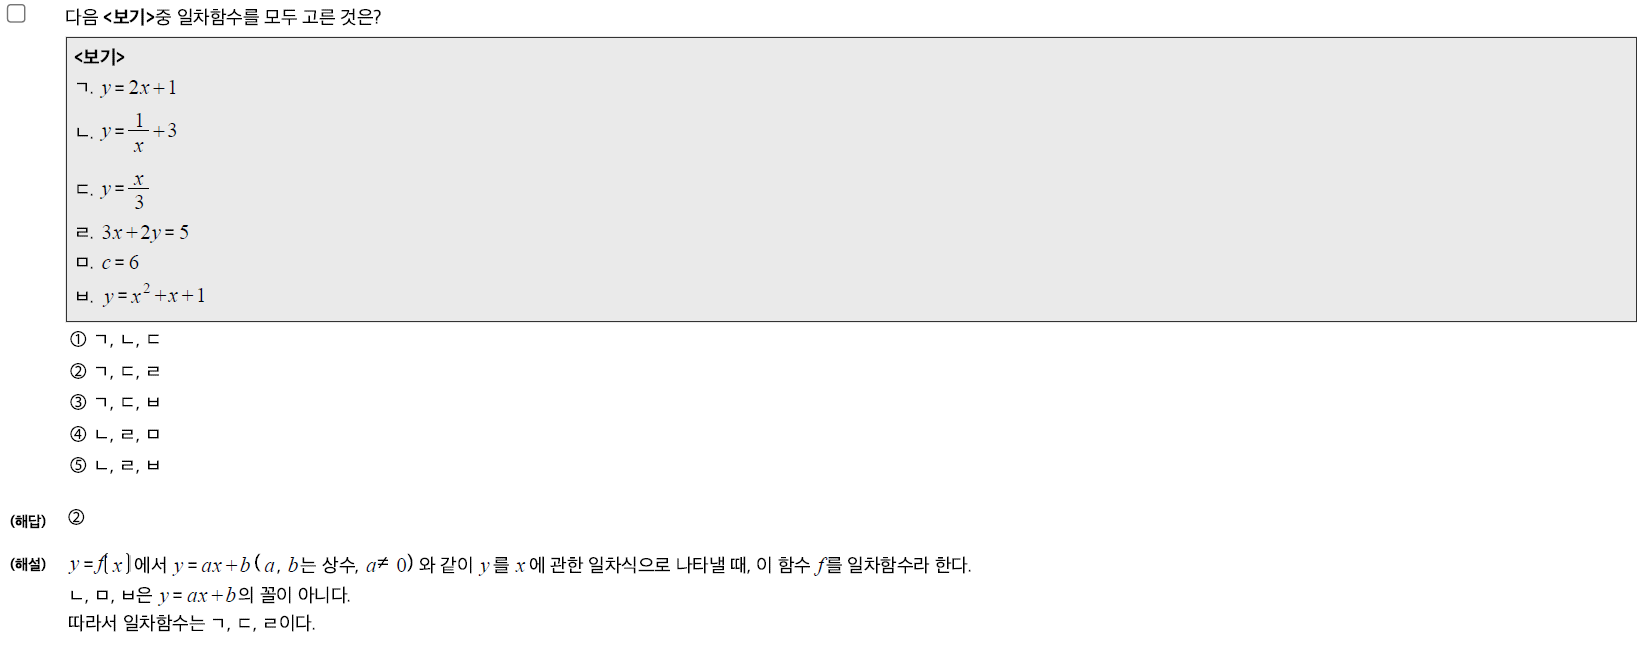 다음 <보기>중 일차함수를 모두 고른 것은?
<보기>
ㄱ. y=2x+1
ㄴ. y=1/x+3
ㄷ. y=x/3
ㄹ. 3x+2y=5
ㅁ. c=6
ㅂ. y=x²+x+1
① ㄱ, ㄴ, ㄷ
② ㄱ, ㄷ, ㄹ
③ ㄱ, ㄷ, ㅂ
④ ㄴ, ㄹ, ㅁ
⑤ ㄴ, ㄹ, ㅂ
(해답) ②
(해설) y=f(x)에서 y=ax+b(a, b는 상수, a≠ 0) 와 같이 y를 x에 관한 일차식으로 나타낼 때, 이 함수 f를 일차함수라 한다.
ㄴ, ㅁ, ㅂ은 y=ax+b의 꼴이 아니다.
따라서 일차함수는 ㄱ, ㄷ, ㄹ이다.